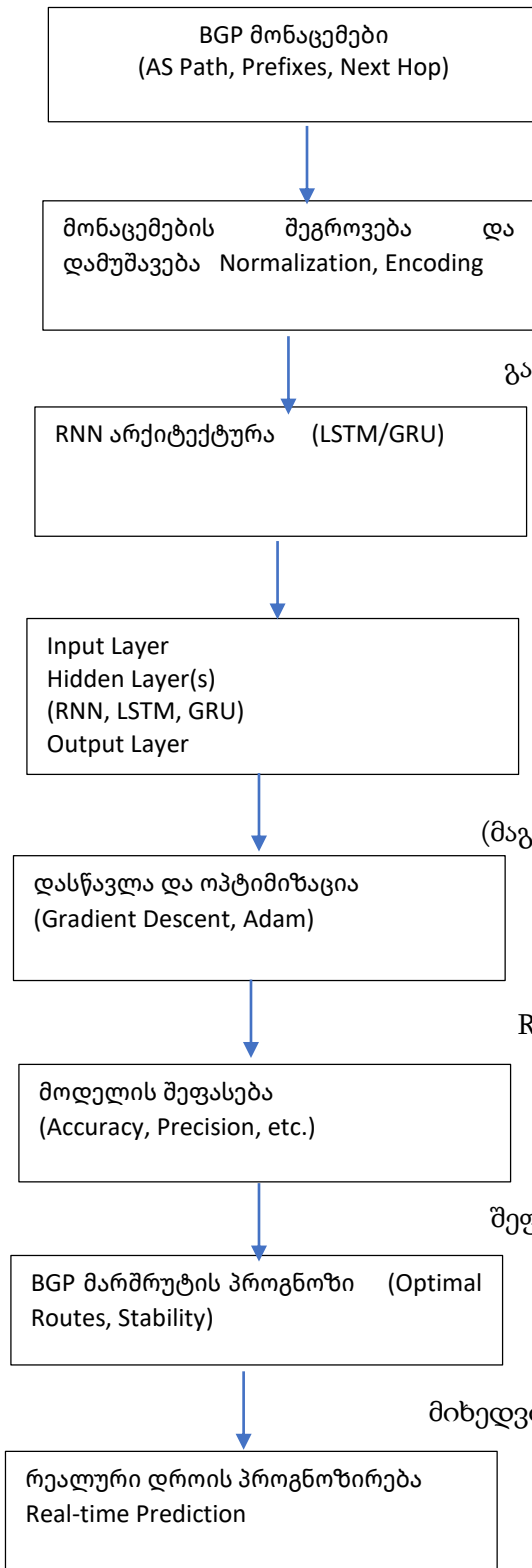 BGP მონაცემები
(AS Path, Prefixes, Next Hop)
მონაცემების შეგროვება და
დამუშავება Normalization, Encoding
RNN არქიტექტურა (LSTM/GRU)
Input Layer
Hidden Layer(s)
(RNN, LSTM, GRU)
Output Layer
დასწავლა და ოპტიმიზაცია
(Gradient Descent, Adam)
მოდელის შეფასება
(Accuracy, Precision, etc.)
BGP მარშრუტის პროგნოზი (Optimal
Routes, Stability)
რეალური დროის პროგნოზირება
Real-time Prediction